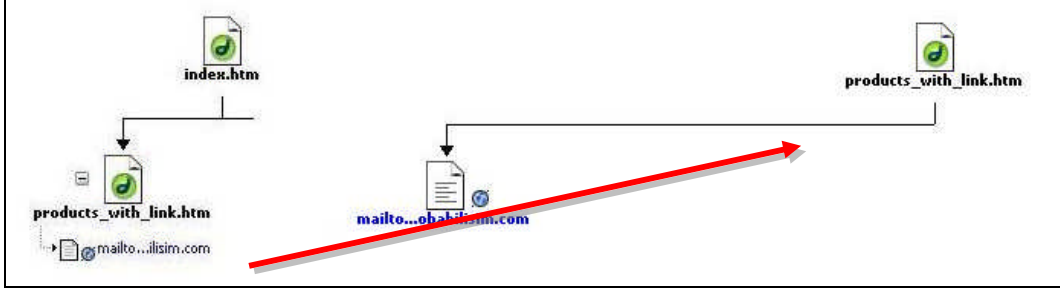 index.htm
products_with_link.htm
products_with_link.htm
mailto...ilisim.com
mailto...obabilisim.com